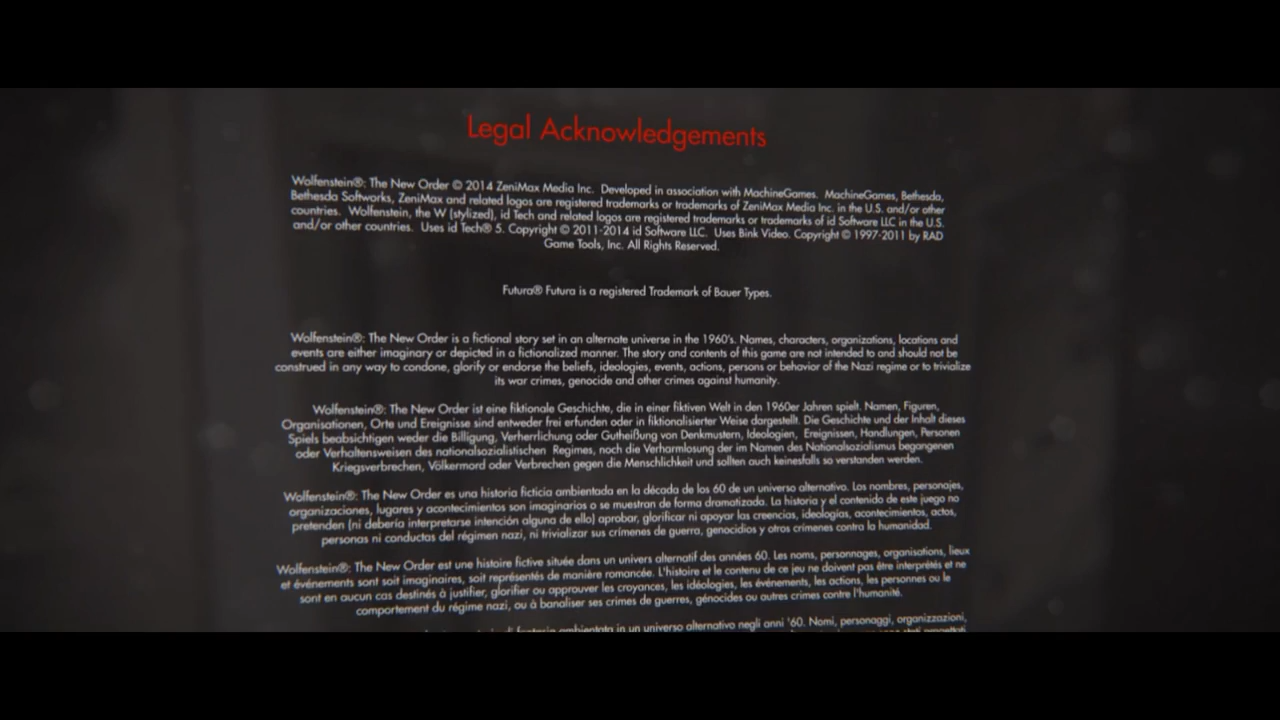 Legal Acknowledgements
Wolfenstein®: The New Order © 2014 ZeniMax Media Inc. Developed in association with MachineGames. MachineGames, Bethesda,
Bethesda Softworks, ZeniMax and related logos are registered trademarks or trademarks of ZeniMax Media Inc. in the U.S. and/or other
countries. Wolfenstein, the W (stylized), id Tech and related logos are registered trademarks or trademarks of id Software LLC in the U.S.
and/or other countries. Uses id Tech® 5. Copyright © 2011-2014 id Software LLC. Uses Bink Video. Copyright © 1997-2011 by RAD
Game Tools, Inc. All Rights Reserved.
Futura® Futura is a registered Trademark of Bauer Types.
Wolfenstein®: The New Order is a fictional story set in an alternate universe in the 1960's. Names, characters, organizations, locations and
events are either imaginary or depicted in a fictionalized manner. The story and contents of this game are not intended to and should not be
construed in any way to condone, glorify or endorse the beliefs, ideologies, events, actions, persons or behavior of the Nazi regime or to trivialize
its war crimes, genocide and other crimes against humanity.
Wolfenstein®: The New Order ist eine fiktionale Geschichte, die in einer fiktiven Welt in den 1960er Jahren spielt. Namen, Figuren,
Organisationen, Orte und Ereignisse sind entweder frei erfunden oder in fiktionalisierter Weise dargestellt. Die Geschichte und der Inhalt dieses
Spiels beabsichtigen weder die Billigung, Verherrlichung oder Gutheißung von Denkmustern, Ideologien, Ereignissen, Handlungen, Personen
oder Verhaltensweisen des nationalsozialistischen Regimes, noch die Verharmlosung der im Namen des Nationalsozialismus begangenen
Kriegsverbrechen, Völkermord oder Verbrechen gegen die Menschlichkeit und sollten auch keinesfalls so verstanden werden.
Wolfenstein®: The New Order es una historia ficticia ambientada en la década de los 60 de un universo alternativo. Los nombres, personajes,
organizaciones, lugares y acontecimientos son imaginarios o se muestran de forma dramatizada. La historia y el contenido de este juego no
pretenden (ni debería interpretarse intención alguna de ello) aprobar, glorificar ni apoyar las creencias, ideologías, acontecimientos, actos,
personas ni conductas del régimen nazi, ni trivializar sus crímenes de guerra, genocidios y otros crímenes contra la humanidad.
Wolfenstein®: The New Order est une histoire fictive située dans un univers alternatif des années 60. Les noms, personnages, organisations, lieux
et événements sont soit imaginaires, soit représentés de manière romancée. L'histoire et le contenu de ce jeu ne doivent pas être interprétés et ne
sont en aucun cas destinés à justifier, glorifier ou approuver les croyances, les idéologies, les événements, les actions, les personnes ou le
comportement du régime nazi, ou à banaliser ses crimes de guerres, génocides ou autres crimes contre l'humanité.
ambientata in un universo alternativo negli anni '60. Nomi, personaggi, organizzazioni,